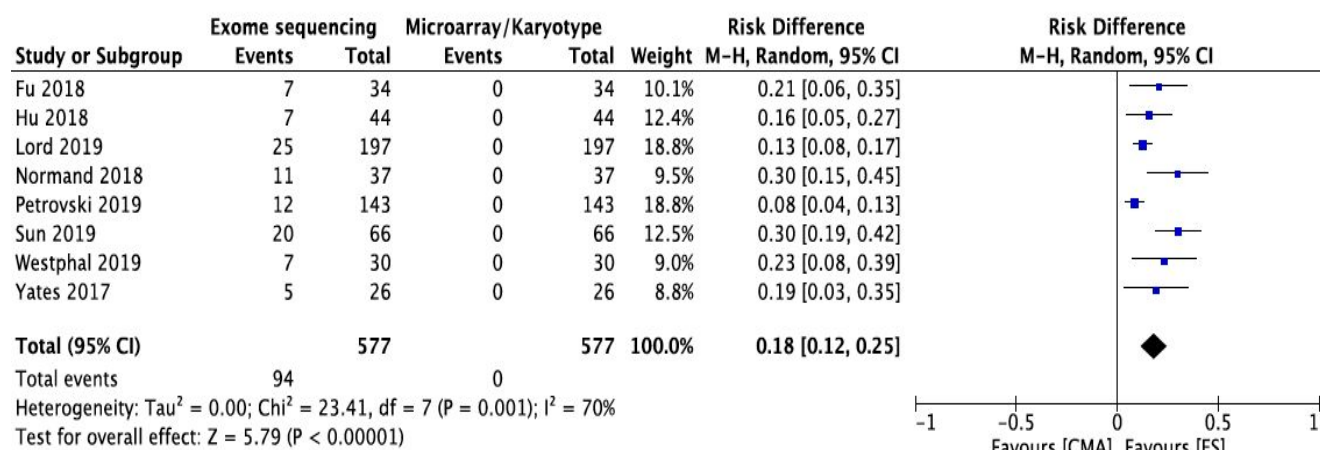 Exome sequencing Microarray/Karyotype Risk Difference Risk Difference
Study or Subgroup Events Total Events Total Weight M-H, Random, 95% CI M-H, Random, 95% CI
Fu 2018 7 34 0 34 10.1% 0.21 [0.06, 0.35]
Hu 2018 7 44 0 44 12.4% 0.16 [0.05, 0.27]
Lord 2019 25 197 0 197 18.8% 0.13 [0.08, 0.17]
Normand 2018 11 37 0 37 9.5% 0.30 [0.15, 0.45]
Petrovski 2019 12 143 0 143 18.8% 0.08 [0.04, 0.13]
Sun 2019 20 66 0 66 12.5% 0.30 [0.19, 0.42]
Westphal 2019 7 30 0 30 9.0% 0.23 [0.08, 0.39]
Yates 2017 5 26 0 26 8.8% 0.19 [0.03, 0.35]
Total (95% CI) 577 577 100.0% 0.18 [0.12, 0.25]
Total events 94 0
Heterogeneity: Tau² = 0.00; Chi² = 23.41, df = 7 (P = 0.001); I² = 70%
Test for overall effect: Z = 5.79 (P < 0.00001)
-1 -0.5 0 0.5 1
Favours [CMA] Favours [ES]